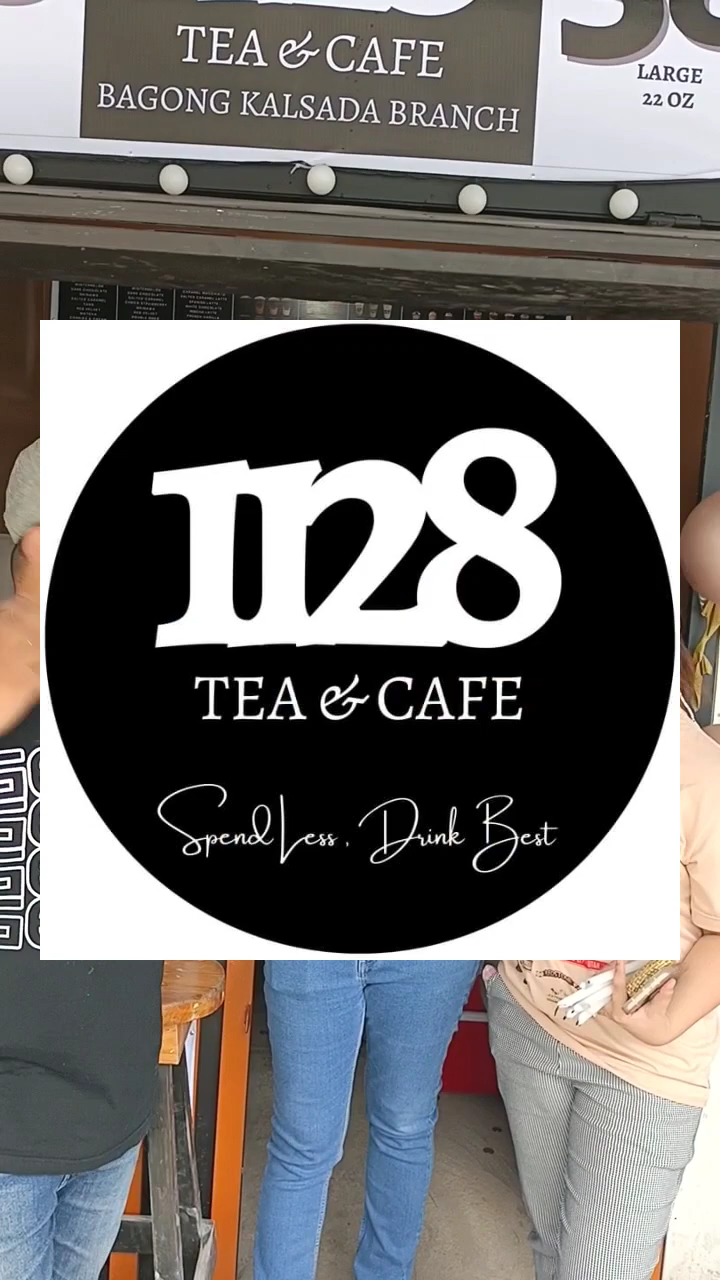 TEA & CAFE
BAGONG KALSADA BRANCH
LARGE
22 OZ
1128
TEA & CAFE
Spend Less, Drink Best